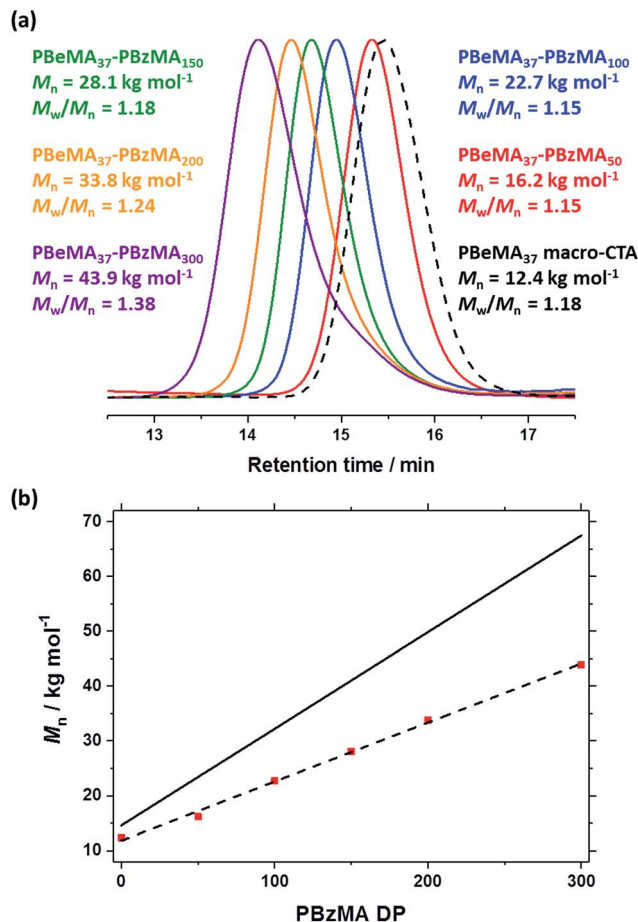 (a)
PBeMA37-PBzMA150
Mn = 28.1 kg mol⁻¹
Mw/Mn = 1.18
PBeMA37-PBzMA200
Mn = 33.8 kg mol⁻¹
Mw/Mn = 1.24
PBeMA37-PBzMA300
Mn = 43.9 kg mol⁻¹
Mw/Mn = 1.38
PBeMA37-PBzMA100
Mn = 22.7 kg mol⁻¹
Mw/Mn = 1.15
PBeMA37-PBzMA50
Mn = 16.2 kg mol⁻¹
Mw/Mn = 1.15
PBeMA37 macro-CTA
Mn = 12.4 kg mol⁻¹
Mw/Mn = 1.18
13 14 15 16 17
Retention time / min
(b)
Mn / kg mol⁻¹
70
60
50
40
30
20
10
0 100 200 300
PBzMA DP